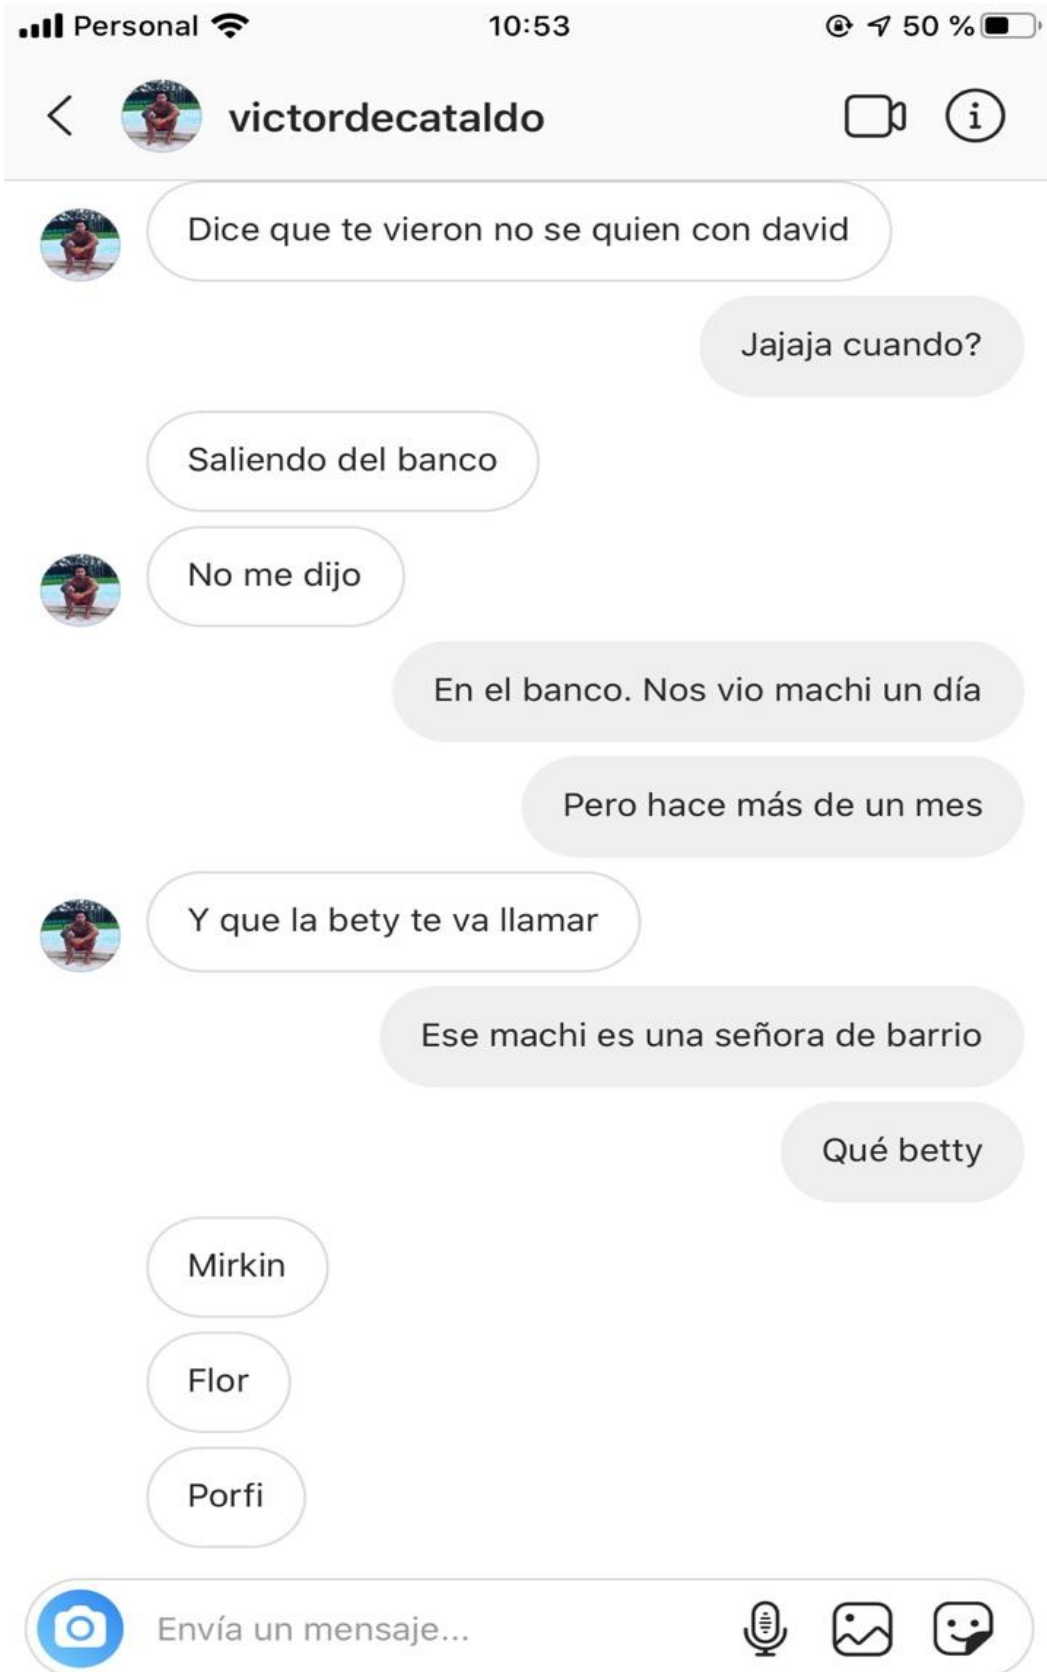 Personal 10:53 50 %
victordecataldo
Dice que te vieron no se quien con david
Jajaja cuando?
Saliendo del banco
No me dijo
En el banco. Nos vio machi un día
Pero hace más de un mes
Y que la bety te va llamar
Ese machi es una señora de barrio
Qué betty
Mirkin
Flor
Porfi
Envía un mensaje...